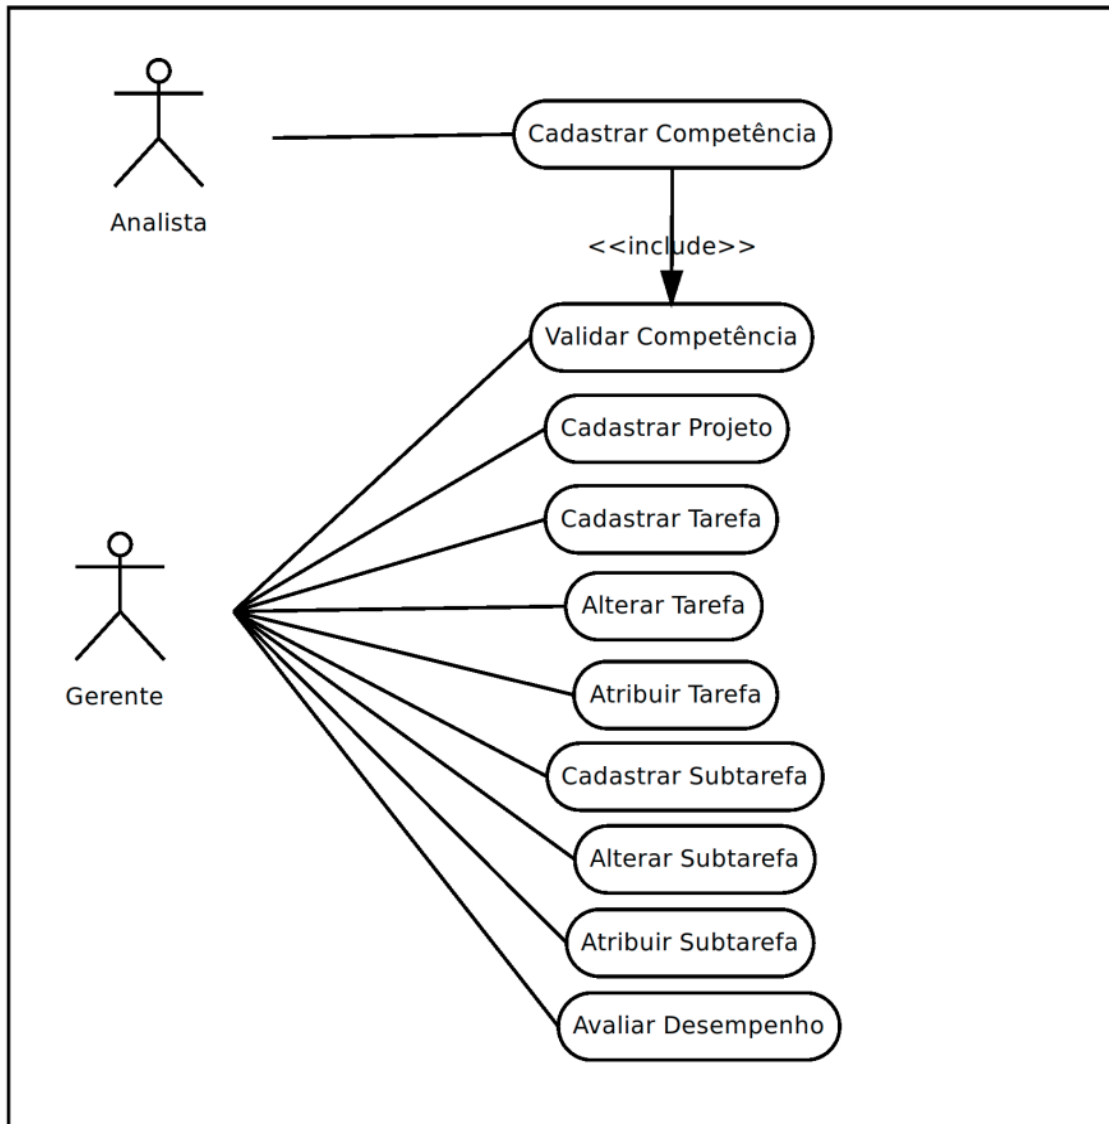 Analista
Cadastrar Competência
<<include>>
Validar Competência
Cadastrar Projeto
Cadastrar Tarefa
Alterar Tarefa
Atribuir Tarefa
Gerente
Cadastrar Subtarefa
Alterar Subtarefa
Atribuir Subtarefa
Avaliar Desempenho